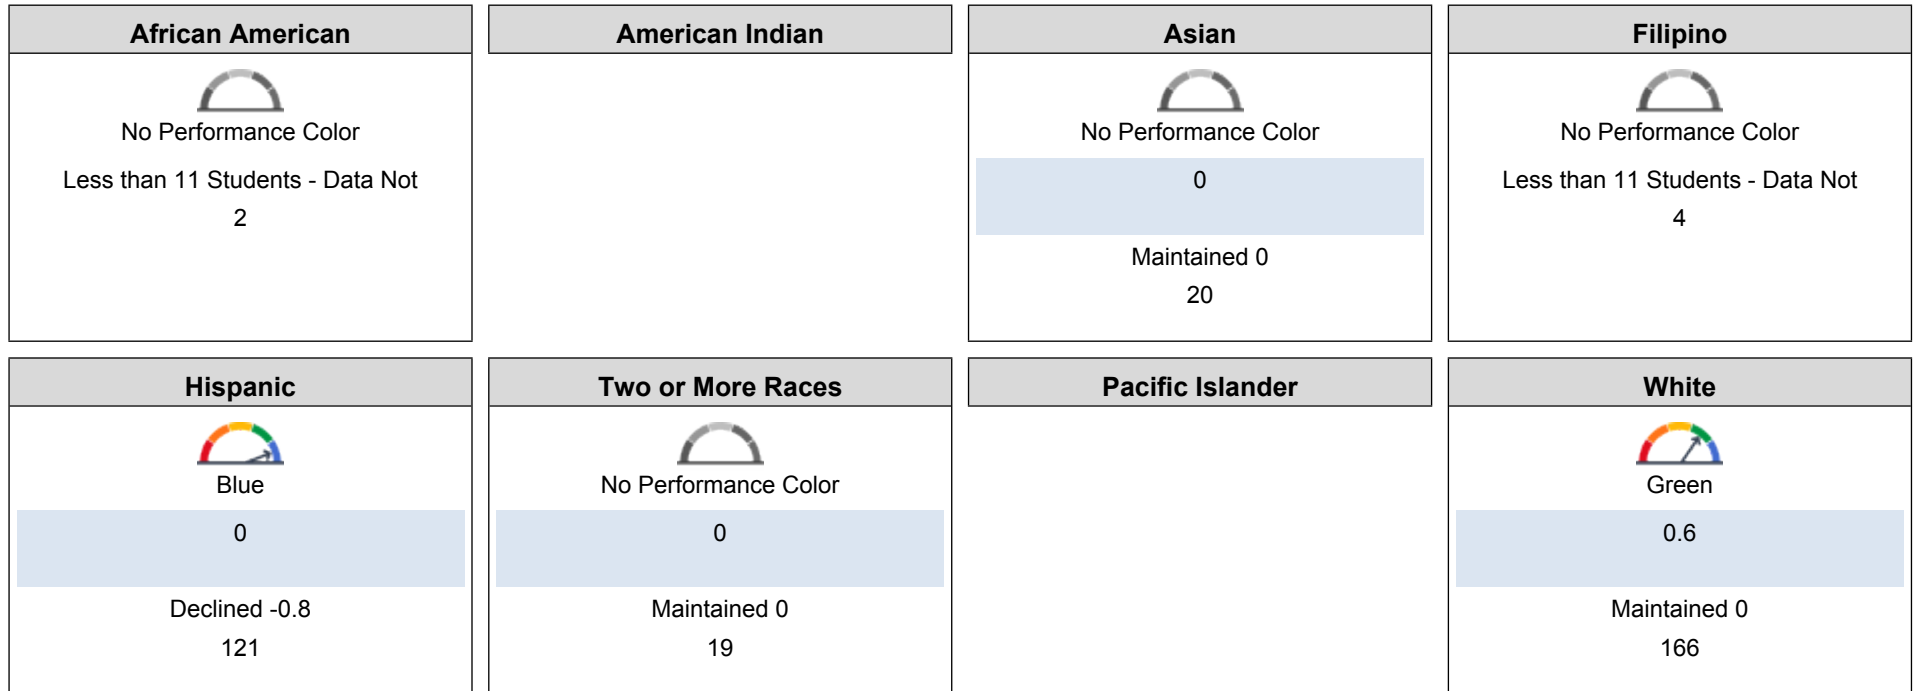 African American
No Performance Color
Less than 11 Students - Data Not
2
American Indian
Asian
No Performance Color
0
Maintained 0
20
Filipino
No Performance Color
Less than 11 Students - Data Not
4
Hispanic
Blue
0
Declined -0.8
121
Two or More Races
No Performance Color
0
Maintained 0
19
Pacific Islander
White
Green
0.6
Maintained 0
166